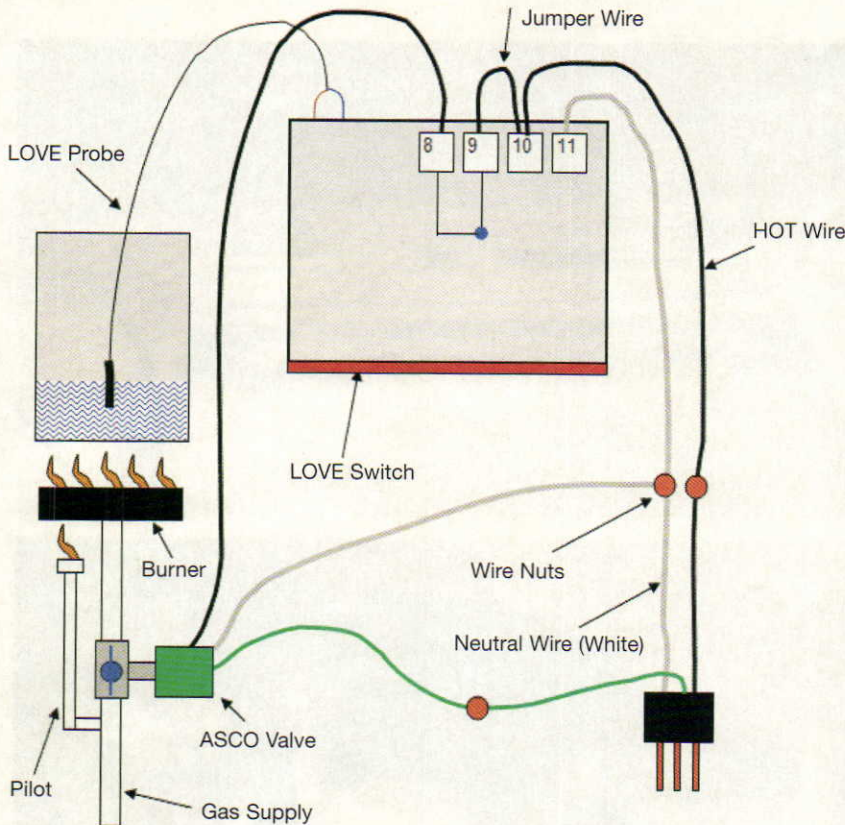 Jumper Wire
LOVE Probe
8 9 10 11
HOT Wire
LOVE Switch
Burner
Wire Nuts
Neutral Wire (White)
ASCO Valve
Pilot
Gas Supply